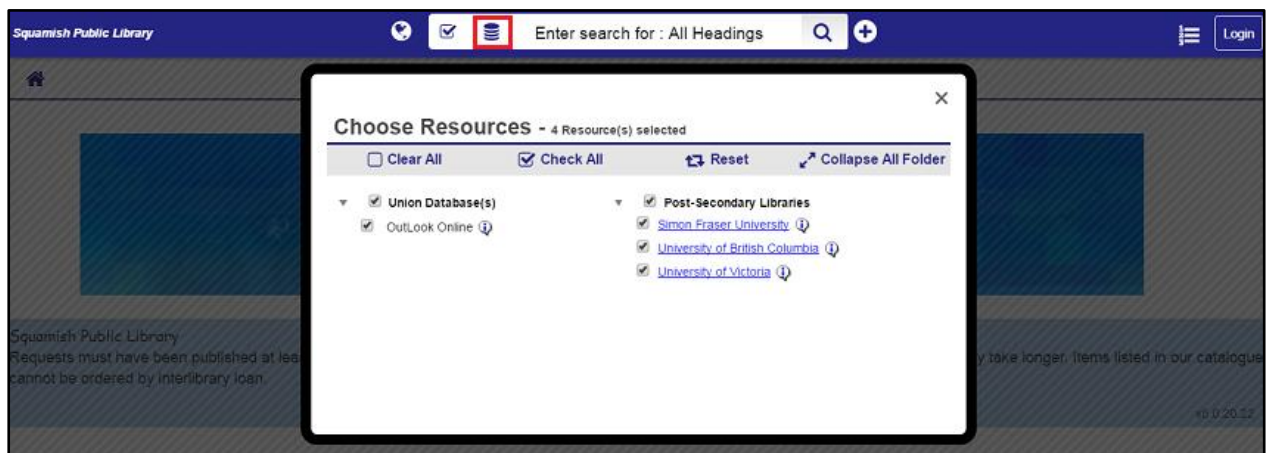 Squamish Public Library
Enter search for : All Headings
Login
Choose Resources - 4 Resource(s) selected
Clear All Check All Reset Collapse All Folder
Union Database(s)
OutLook Online
Post-Secondary Libraries
Simon Fraser University
University of British Columbia
University of Victoria
Squamish Public Library
Requests must have been published at
y take longer. Items listed in our catalogue
cannot be ordered by interlibrary loan.